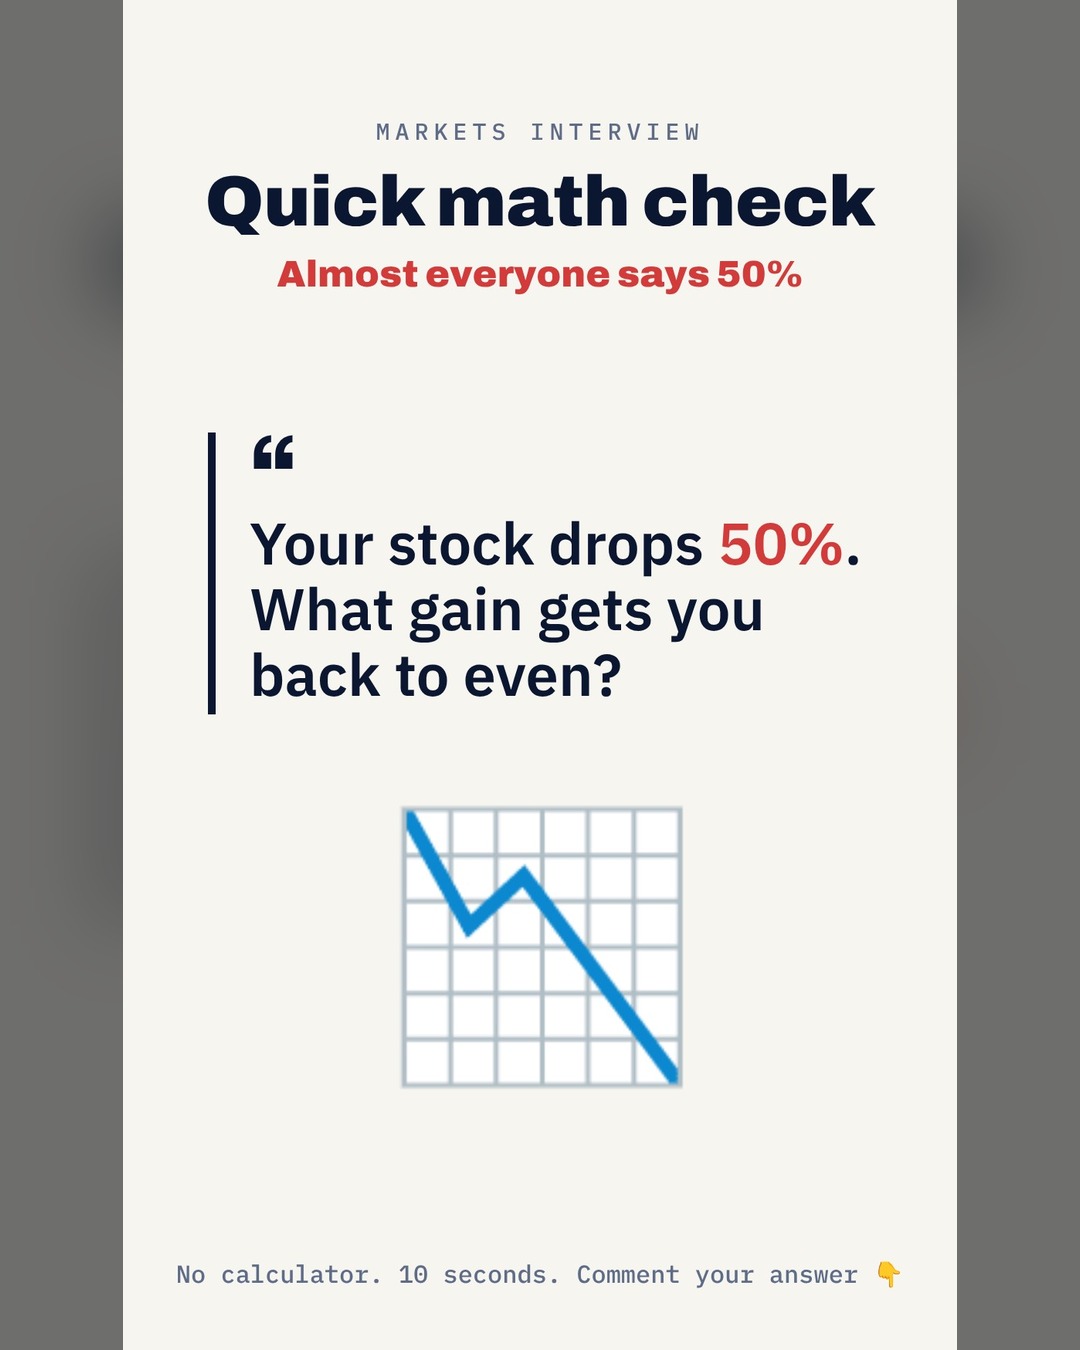 MARKETS INTERVIEW
Quick math check
Almost everyone says 50%
“
Your stock drops 50%.
What gain gets you
back to even?
No calculator. 10 seconds. Comment your answer 👇